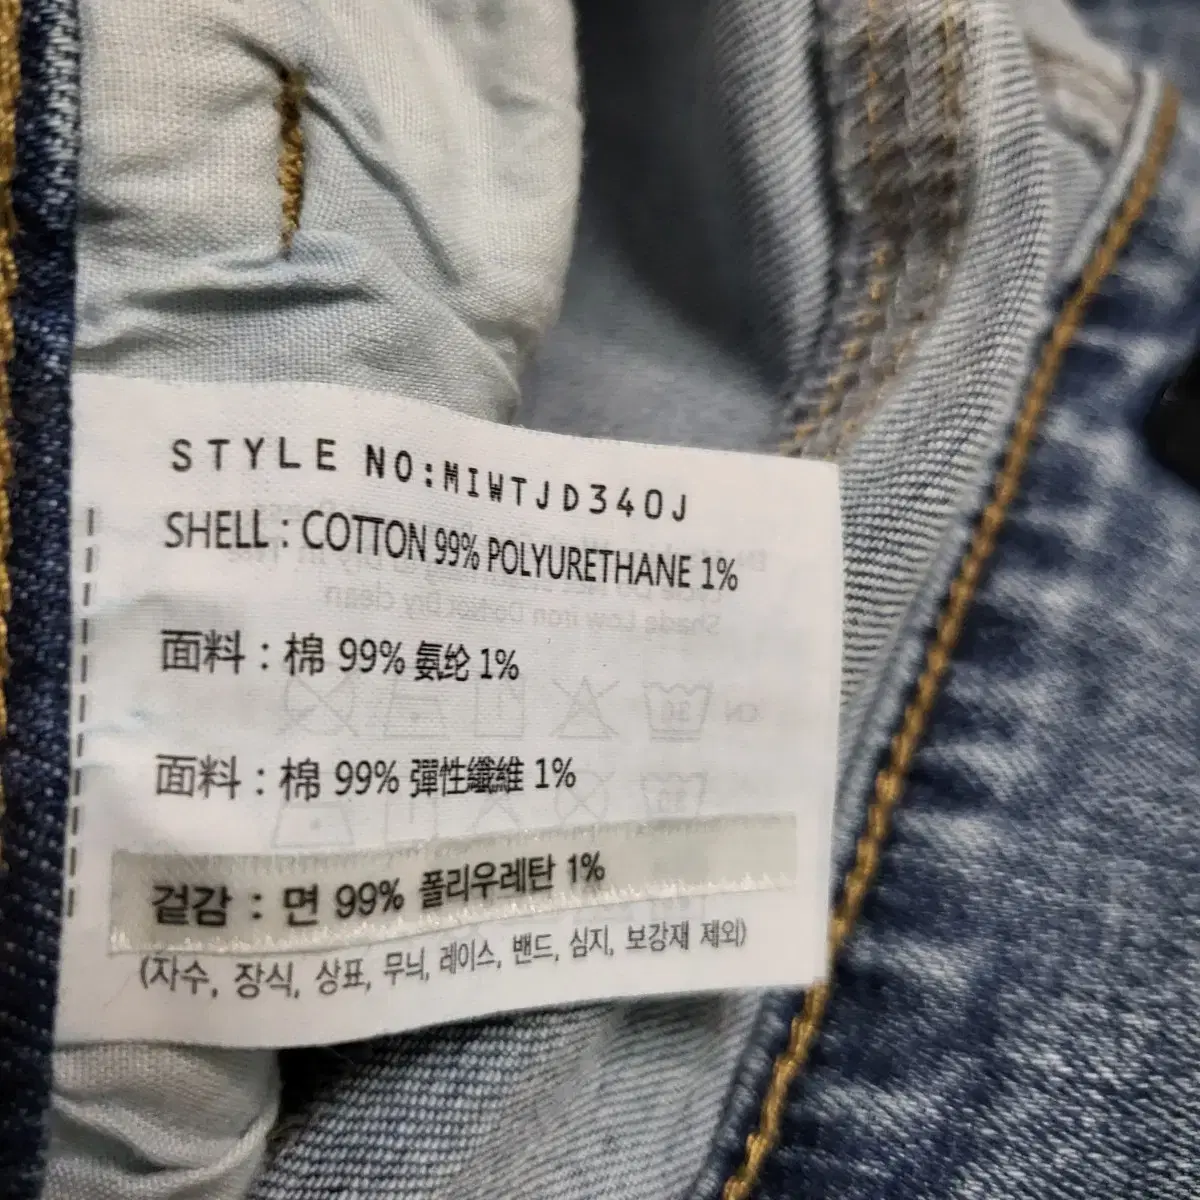 STYLE NO:MIWTJD340J
SHELL : COTTON 99% POLYURETHANE 1%
面料 : 棉 99% 氨纶 1%
面料 : 棉 99% 彈性纖維 1%
겉감 : 면 99% 폴리우레탄 1%
(자수, 장식, 상표, 무늬, 레이스, 밴드, 심지, 보강재 제외)